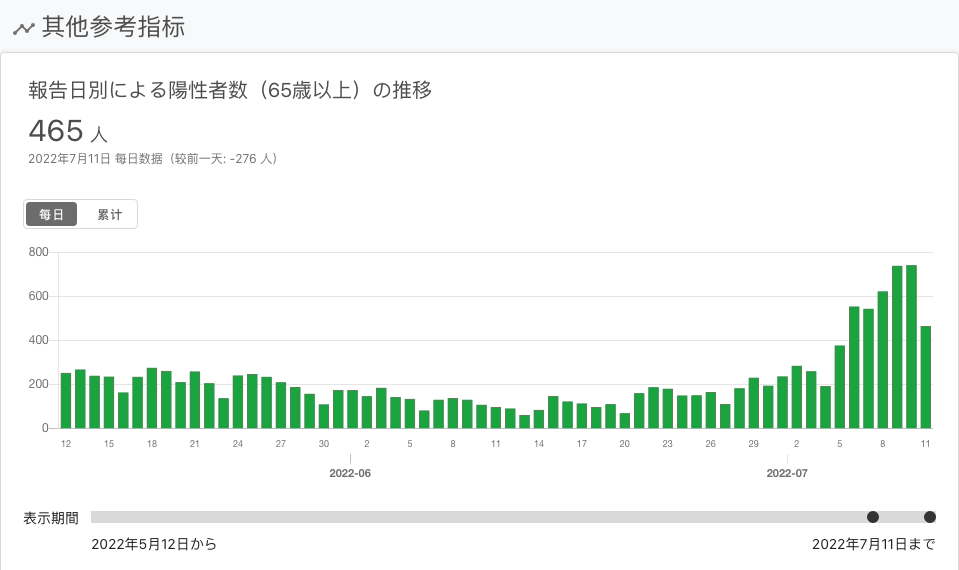 其他参考指标
報告日別による陽性者数（65歳以上）の推移
465 人
2022年7月11日 每日数据（较前一天: -276 人）
每日 累计
800
600
400
200
0
12 15 18 21 24 27 30 2 5 8 11 14 17 20 23 26 29 2 5 8 11
2022-06 2022-07
表示期間
2022年5月12日から 2022年7月11日まで